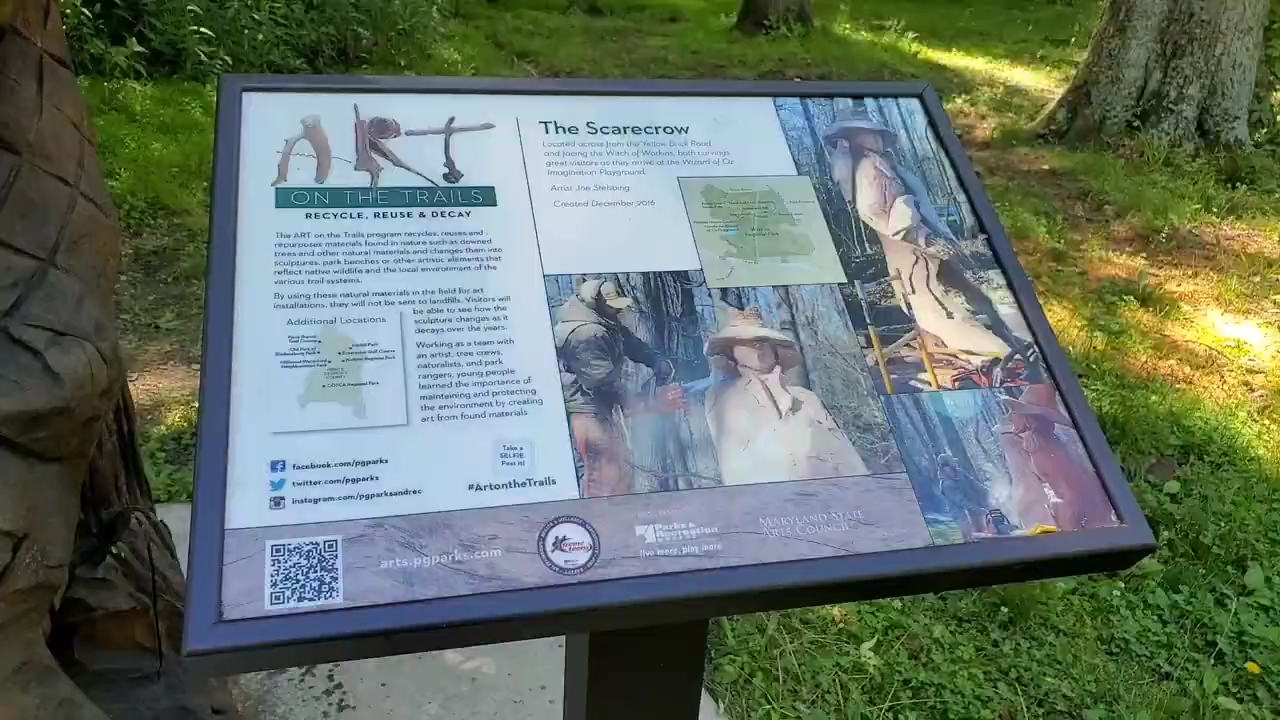 ART
ON THE TRAILS
RECYCLE, REUSE & DECAY
The ART on the Trails program recycles, reuses and
repurposes materials found in nature such as downed
trees and other natural materials and changes them into
sculptures, park benches or other artistic elements that
reflect native wildlife and the local environment of the
various trail systems.
By using these natural materials in the field for art
installations, they will not be sent to landfills. Visitors will
be able to see how the
sculpture changes as it
decays over the years.
Working as a team with
an artist, tree crews,
naturalists, and park
rangers, young people
learned the importance of
maintaining and protecting
the environment by creating
art from found materials
Additional Locations
facebook.com/pgparks
twitter.com/pgparks
instagram.com/pgparksandrec
Take a
SELFIE.
Post it!
#ArtontheTrails
The Scarecrow
Located across from the Yellow Brick Road
and facing the Witch of Watkins, both carvings
greet visitors as they arrive at the Wizard of Oz
Imagination Playground.
Artist Joe Stebbing
Created December 2016
arts.pgparks.com
Parks &
Recreation
live more, play more
MARYLAND STATE
ARTS COUNCIL